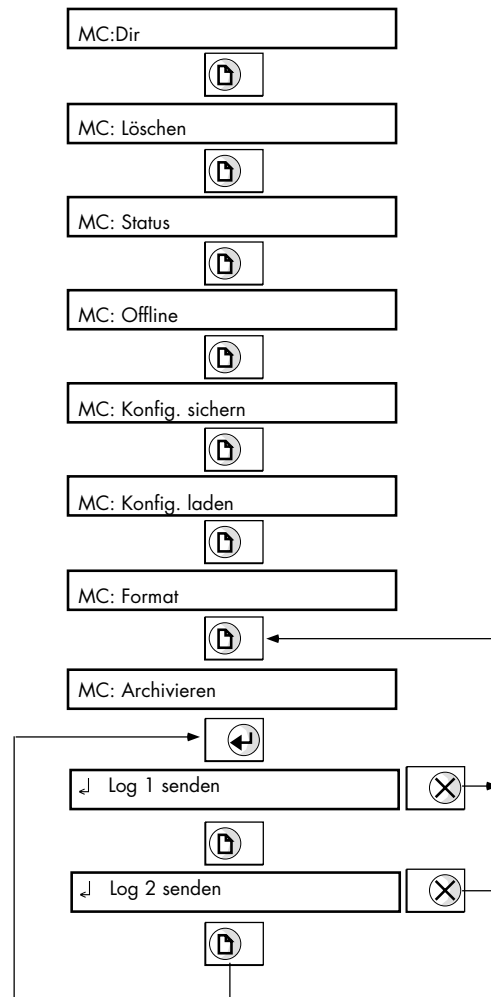 MC:Dir
MC: Löschen
MC: Status
MC: Offline
MC: Konfig. sichern
MC: Konfig. laden
MC: Format
MC: Archivieren
↲ Log 1 senden
↲ Log 2 senden